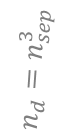 n_d = n_{sep}^3